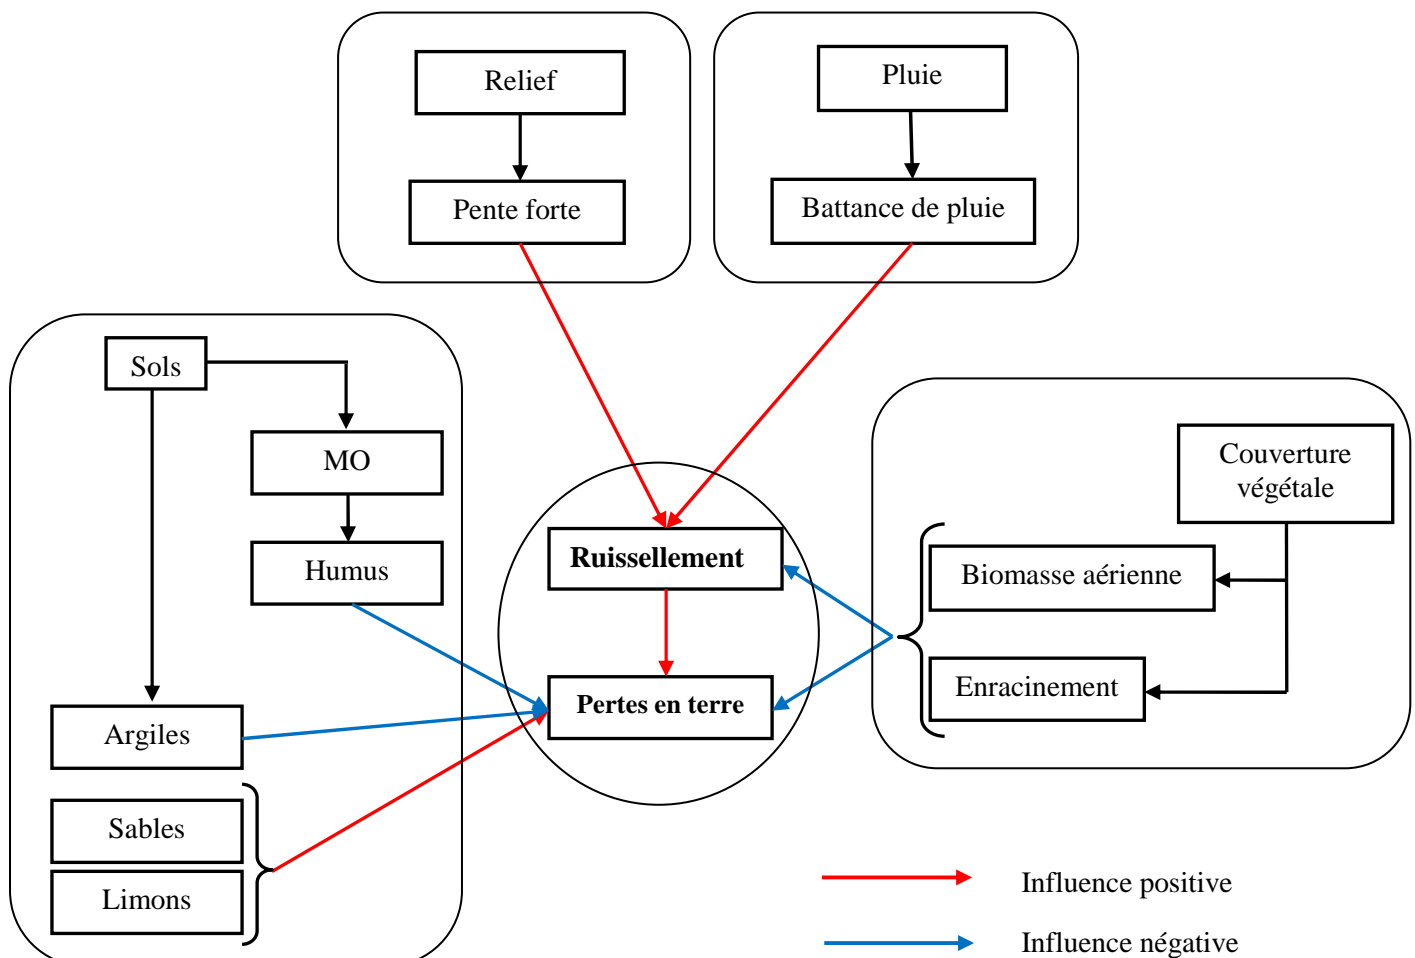 Relief
Pluie
Pente forte
Battance de pluie
Sols
MO
Humus
Argiles
Sables
Limons
Ruissellement
Pertes en terre
Couverture
végétale
Biomasse aérienne
Enracinement
Influence positive
Influence négative